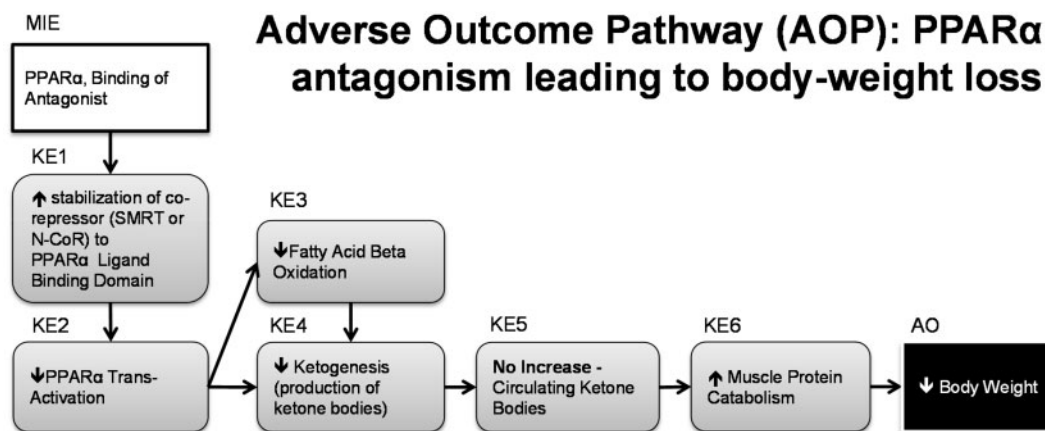 Adverse Outcome Pathway (AOP): PPARα
antagonism leading to body-weight loss
MIE
PPARα, Binding of
Antagonist
KE1
↑ stabilization of co-
repressor (SMRT or
N-CoR) to
PPARα Ligand
Binding Domain
KE2
↓PPARα Trans-
Activation
KE3
↓Fatty Acid Beta
Oxidation
KE4
↓ Ketogenesis
(production of
ketone bodies)
KE5
No Increase -
Circulating Ketone
Bodies
KE6
↑ Muscle Protein
Catabolism
AO
↓ Body Weight